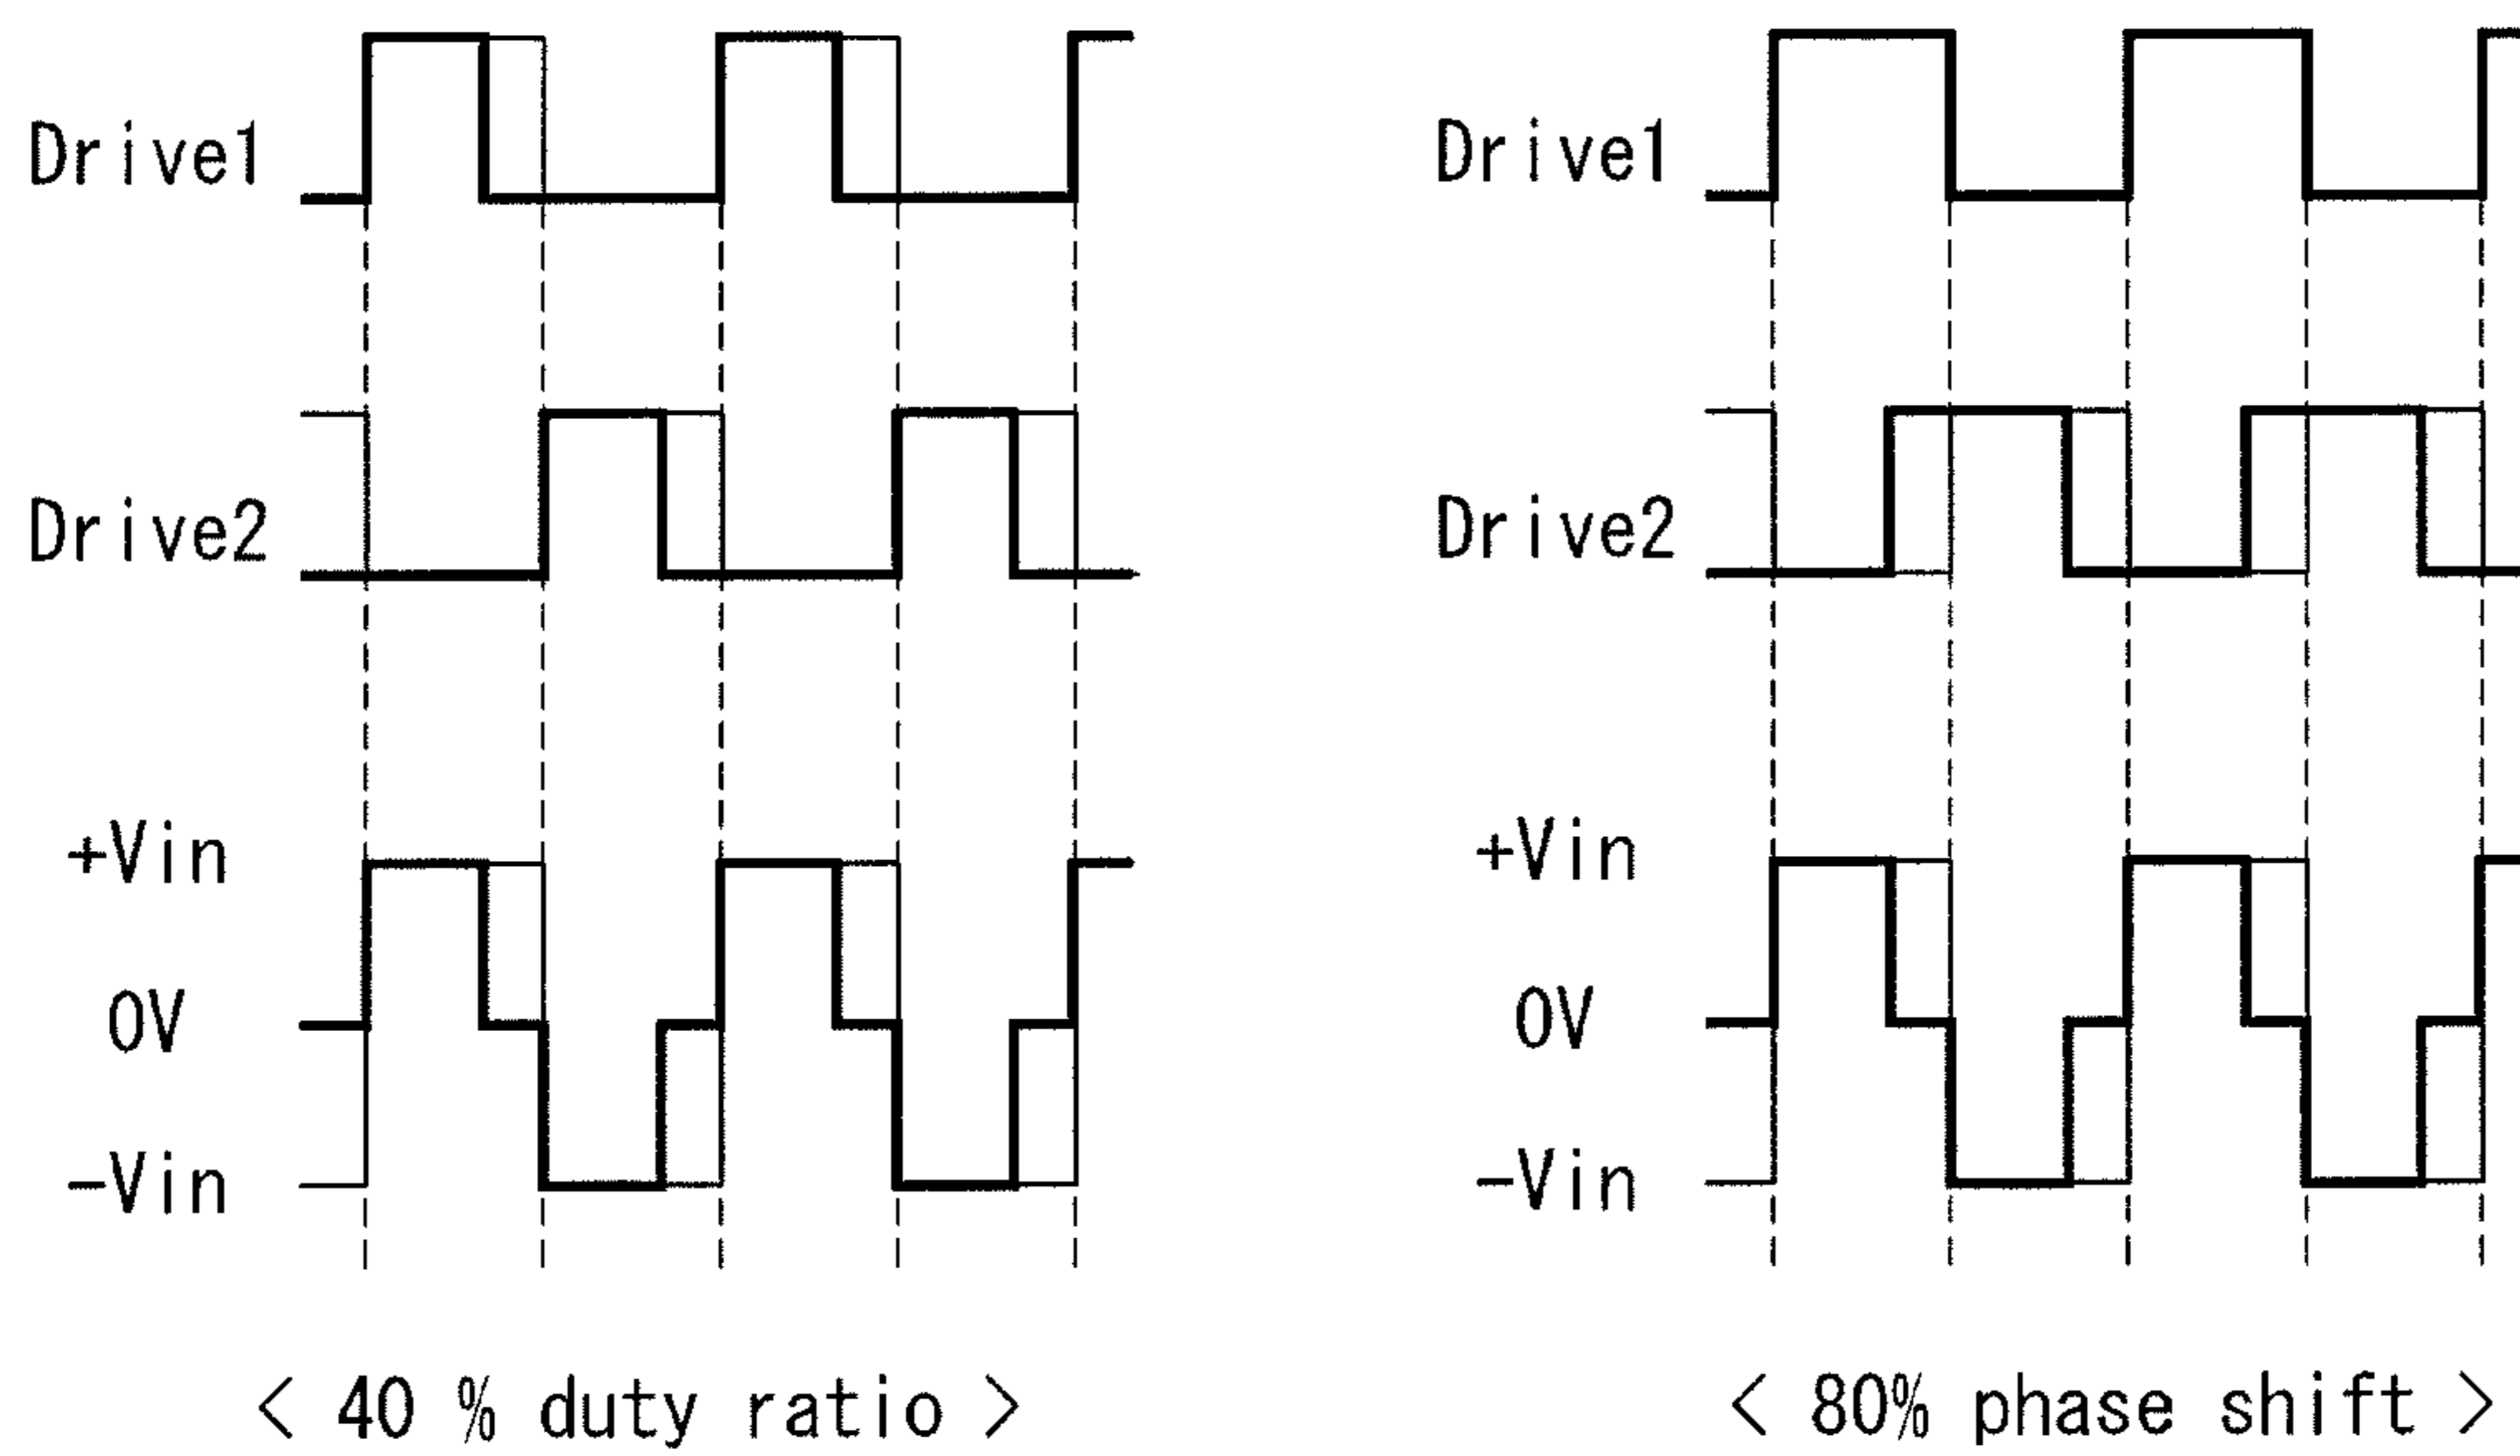 Drive1
Drive2
+Vin
0V
-Vin
< 40 % duty ratio >
Drive1
Drive2
+Vin
0V
-Vin
< 80% phase shift >